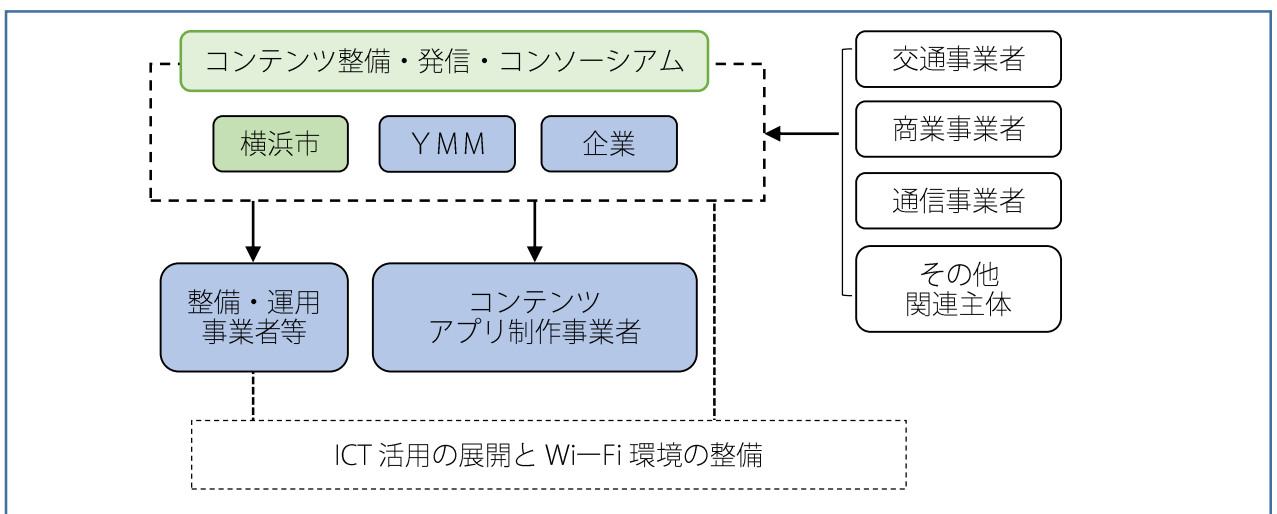 コンテンツ整備・発信・コンソーシアム
横浜市
YMM
企業
交通事業者
商業事業者
通信事業者
その他
関連主体
整備・運用
事業者等
コンテンツ
アプリ制作事業者
ICT 活用の展開と Wi—Fi 環境の整備